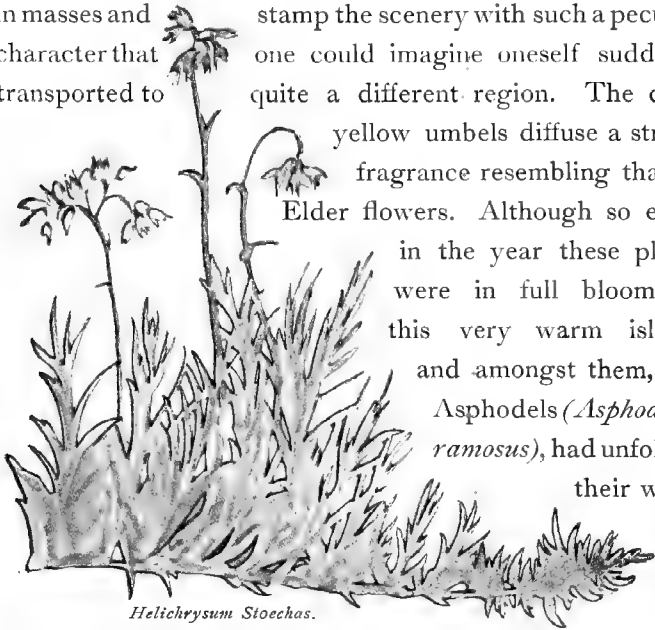 in masses and stamp the scenery with such a
character that one could imagine oneself
transported to quite a different region. The
yellow umbels diffuse a
fragrance resembling
Elder flowers. Although so
in the year these
were in full bloom
this very warm
and amongst them,
Asphodels
ramosus), had
their
Helichrysum Stoechas.